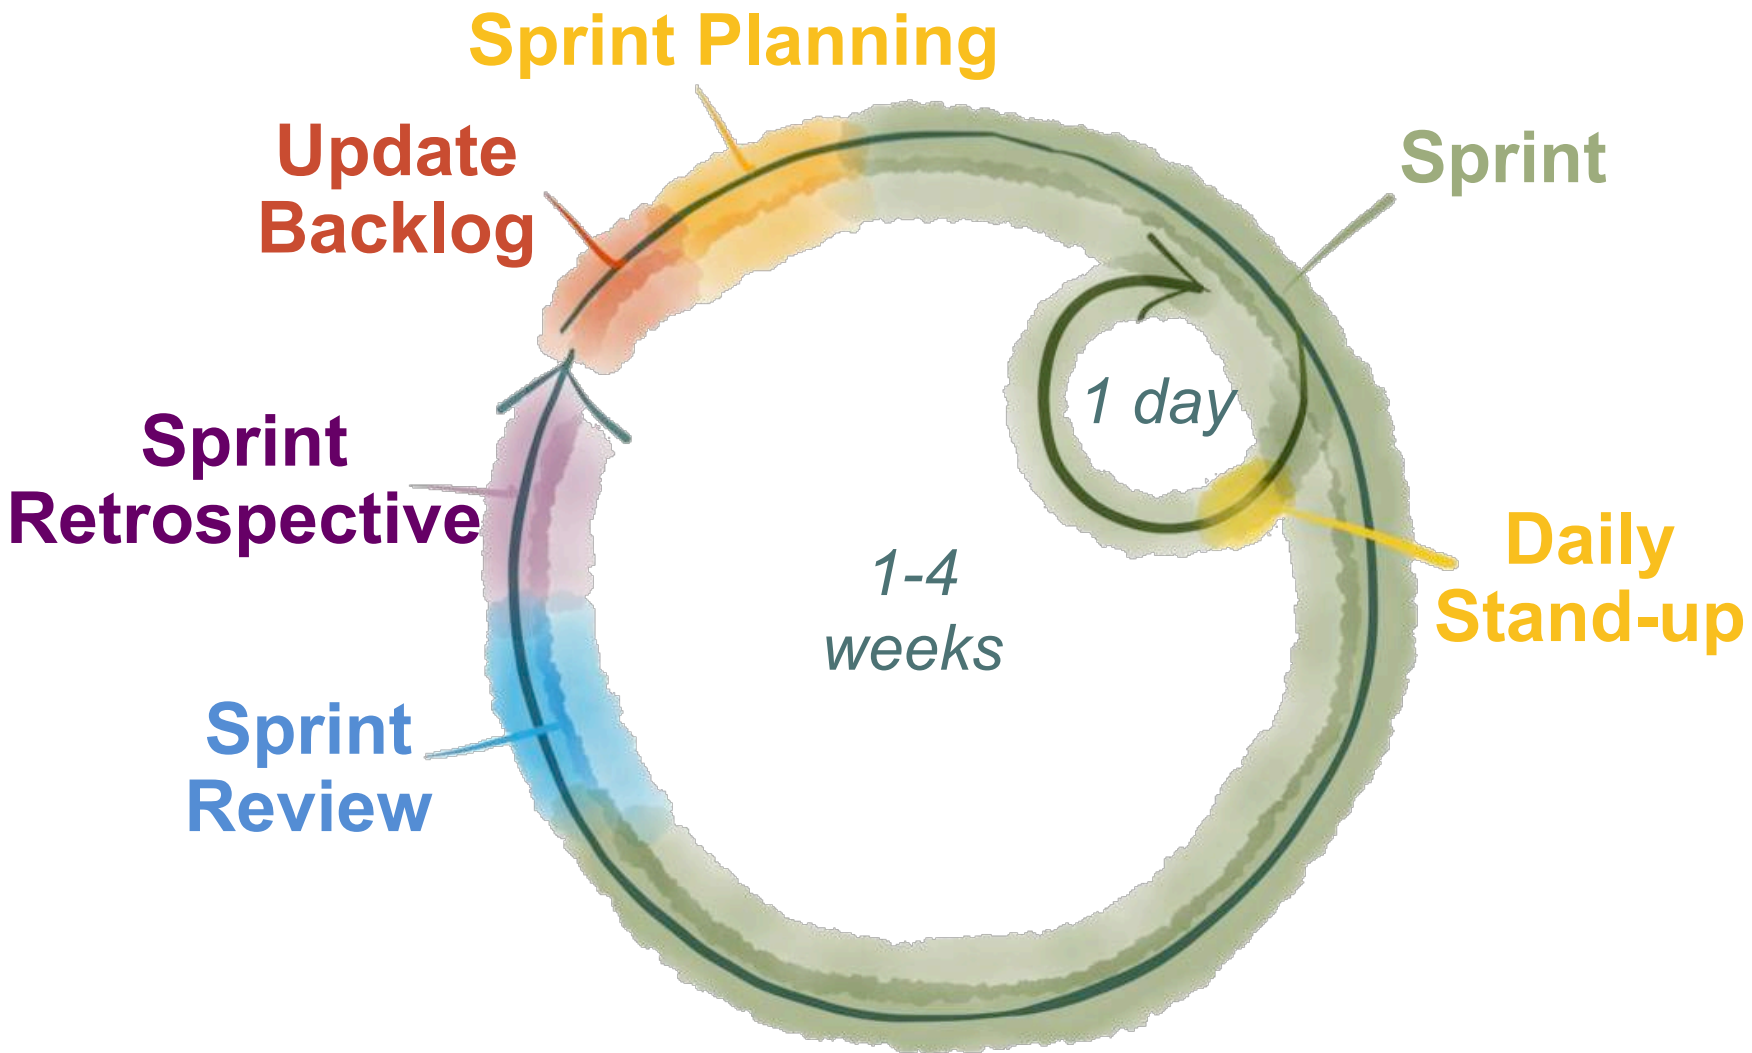 Sprint Planning
Update
Backlog
Sprint
1 day
Sprint
Retrospective
1-4
weeks
Daily
Stand-up
Sprint
Review